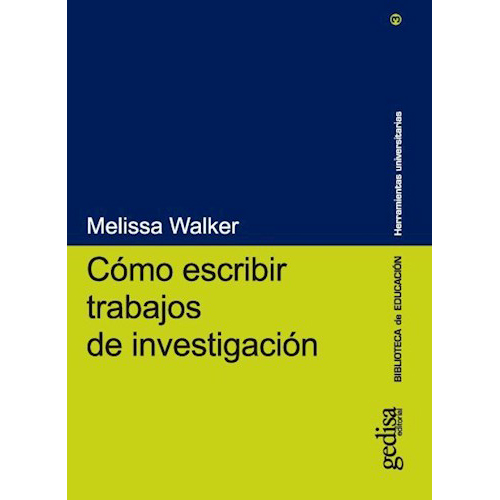 Melissa Walker
Cómo escribir
trabajos
de investigación
BIBLIOTECA de EDUCACIÓN
Herramientas universitarias
3
gedisa
editorial